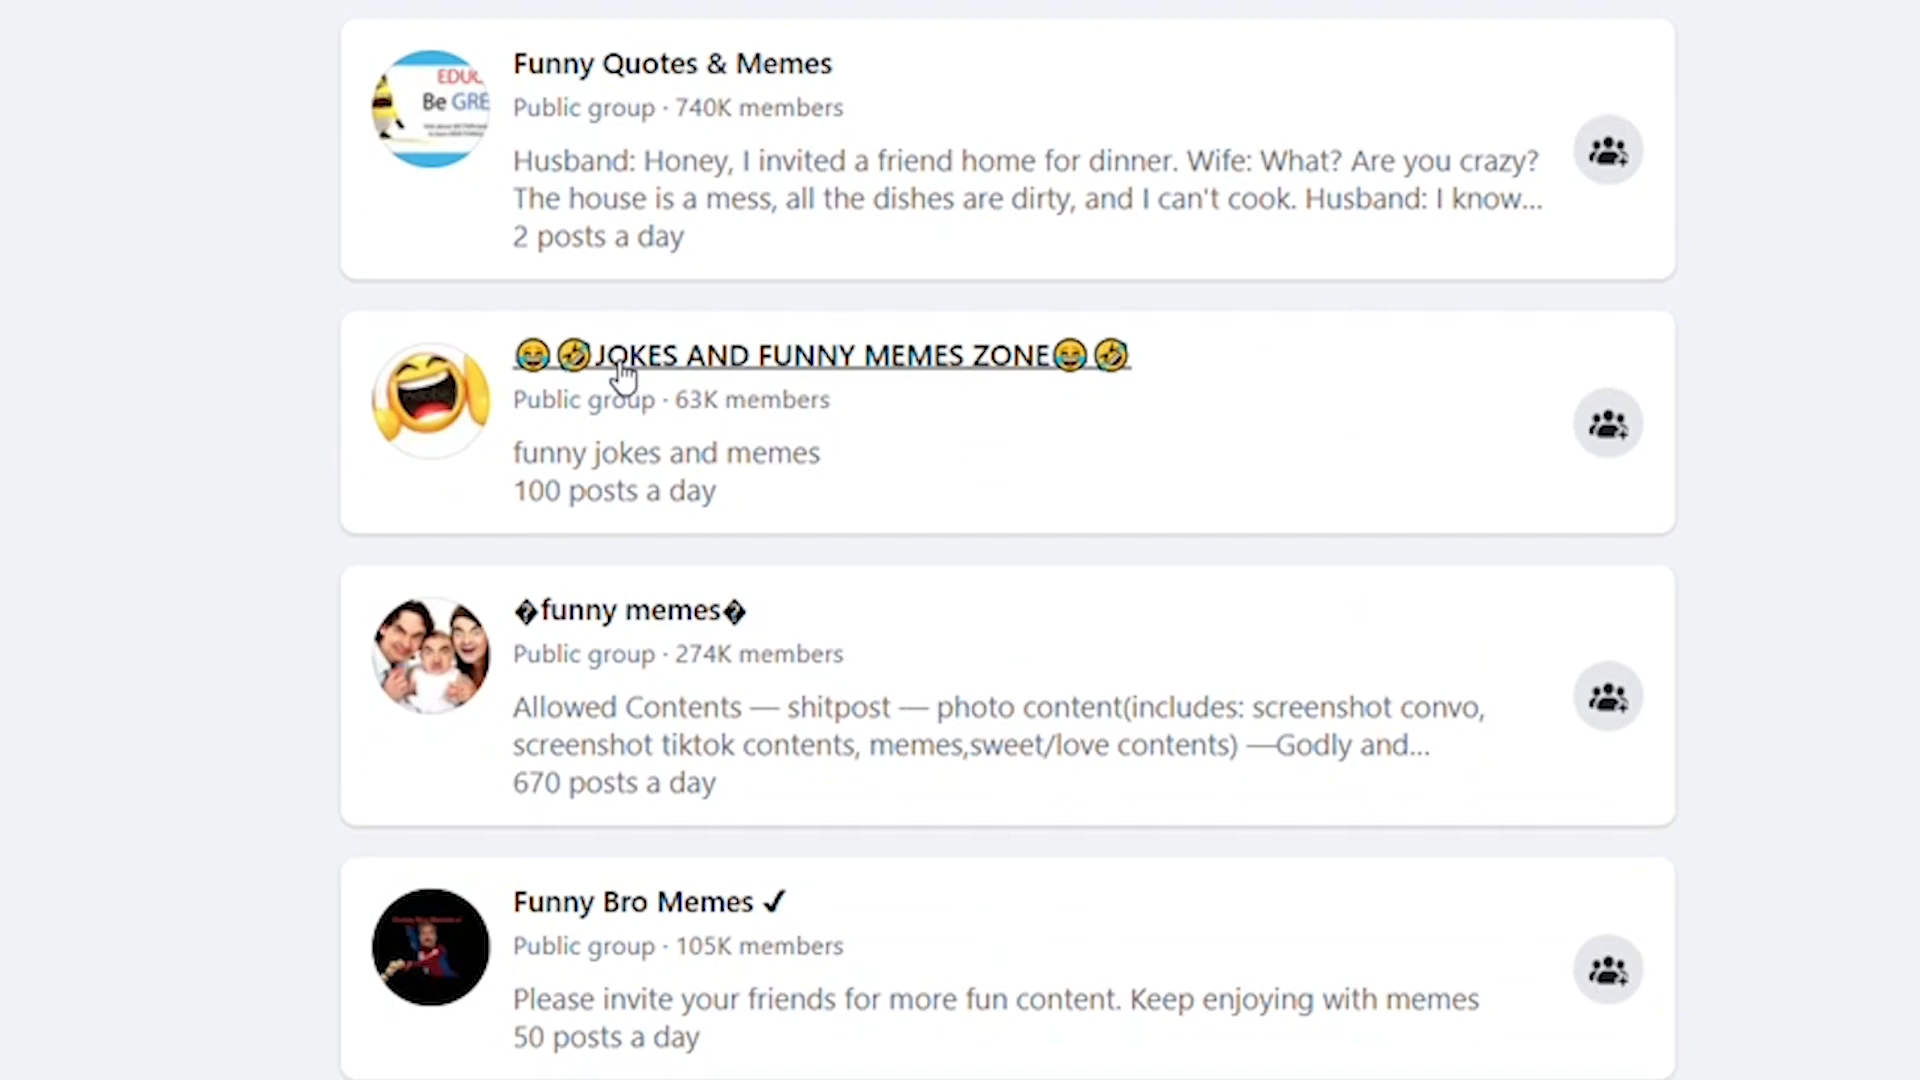 EDUC
Be GRE
Funny Quotes & Memes
Public group · 740K members
Husband: Honey, I invited a friend home for dinner. Wife: What? Are you crazy?
The house is a mess, all the dishes are dirty, and I can't cook. Husband: I know...
2 posts a day
😂🤣JOKES AND FUNNY MEMES ZONE😂🤣
Public group · 63K members
funny jokes and memes
100 posts a day
�funny memes�
Public group · 274K members
Allowed Contents — shitpost — photo content(includes: screenshot convo,
screenshot tiktok contents, memes,sweet/love contents) —Godly and...
670 posts a day
Funny Bro Memes ✓
Public group · 105K members
Please invite your friends for more fun content. Keep enjoying with memes
50 posts a day